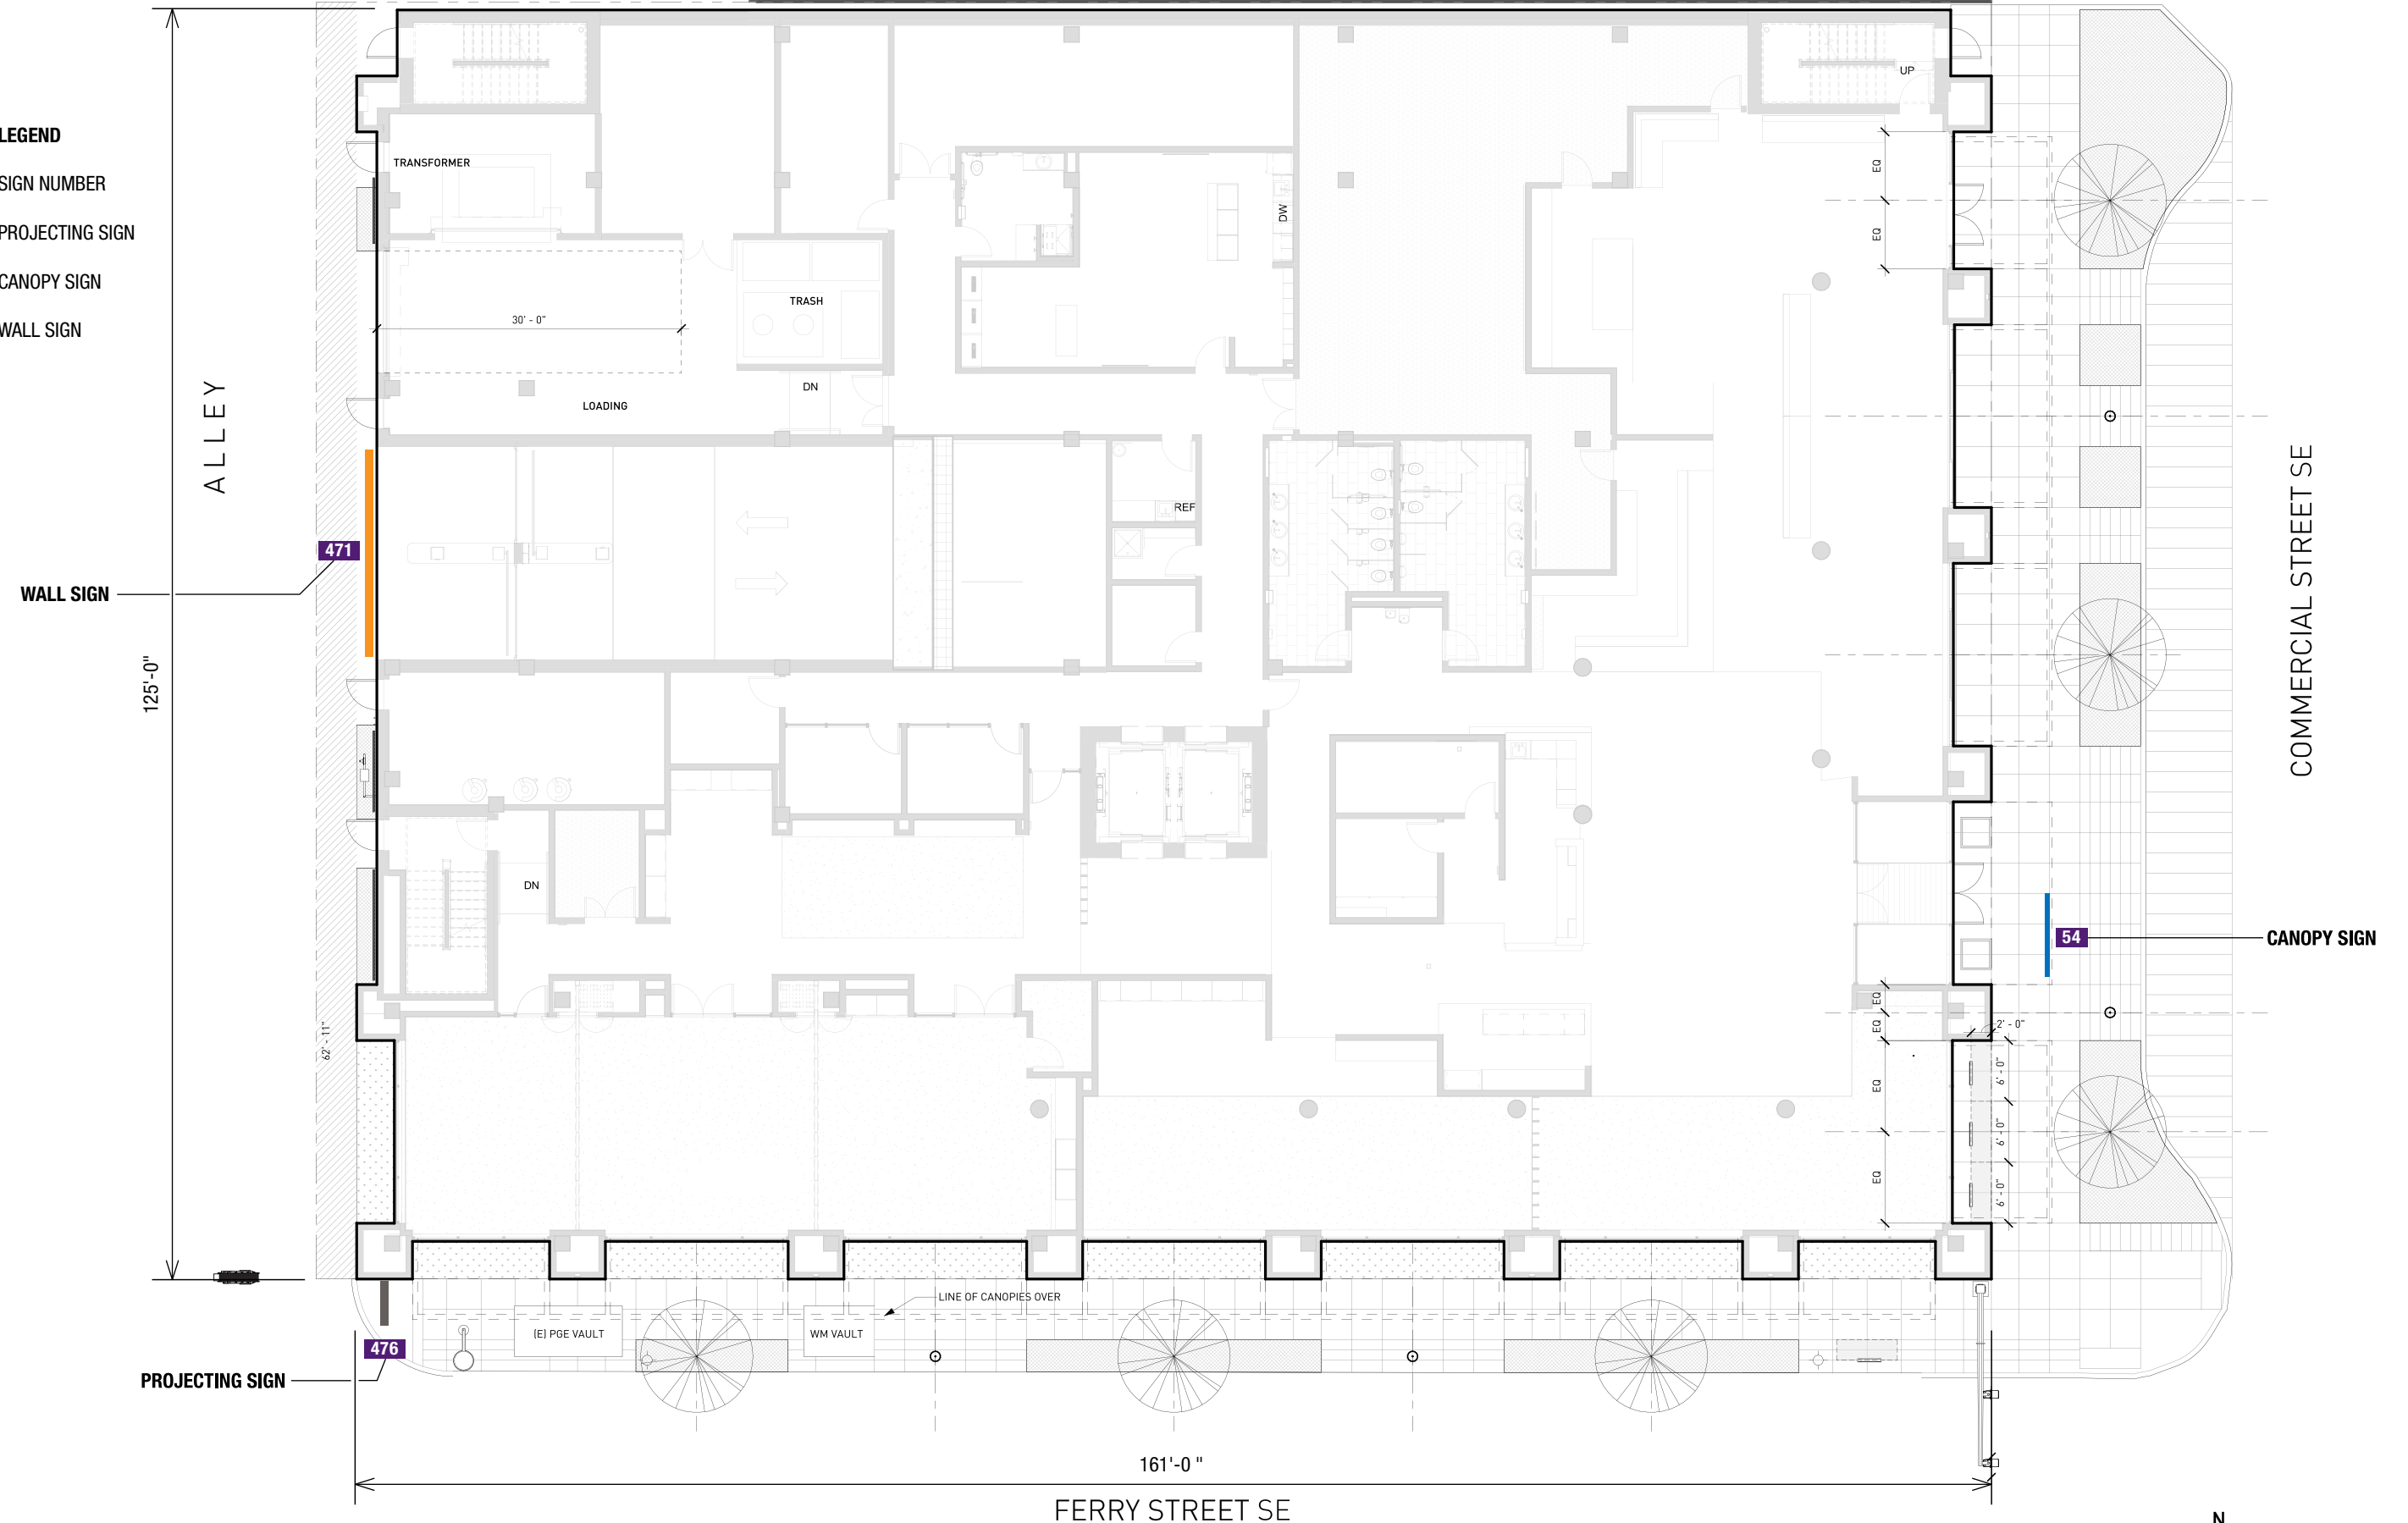 LEGEND
SIGN NUMBER
PROJECTING SIGN
CANOPY SIGN
WALL SIGN
ALLEY
125'-0"
TRANSFORMER
30' - 0"
TRASH
DN
LOADING
DW
UP
EQ
EQ
REF
471
WALL SIGN
COMMERCIAL STREET SE
DN
54
CANOPY SIGN
EQ
EQ
EQ
EQ
2' - 0"
6' - 0"
6' - 0"
6' - 0"
62' - 11"
LINE OF CANOPIES OVER
(E) PGE VAULT
WM VAULT
476
PROJECTING SIGN
161'-0 "
FERRY STREET SE
N